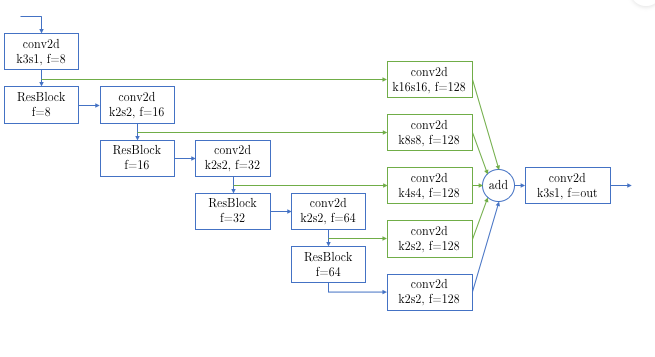 conv2d
k3s1, f=8
ResBlock
f=8
conv2d
k2s2, f=16
ResBlock
f=16
conv2d
k2s2, f=32
ResBlock
f=32
conv2d
k2s2, f=64
ResBlock
f=64
conv2d
k16s16, f=128
conv2d
k8s8, f=128
conv2d
k4s4, f=128
conv2d
k2s2, f=128
conv2d
k2s2, f=128
add
conv2d
k3s1, f=out